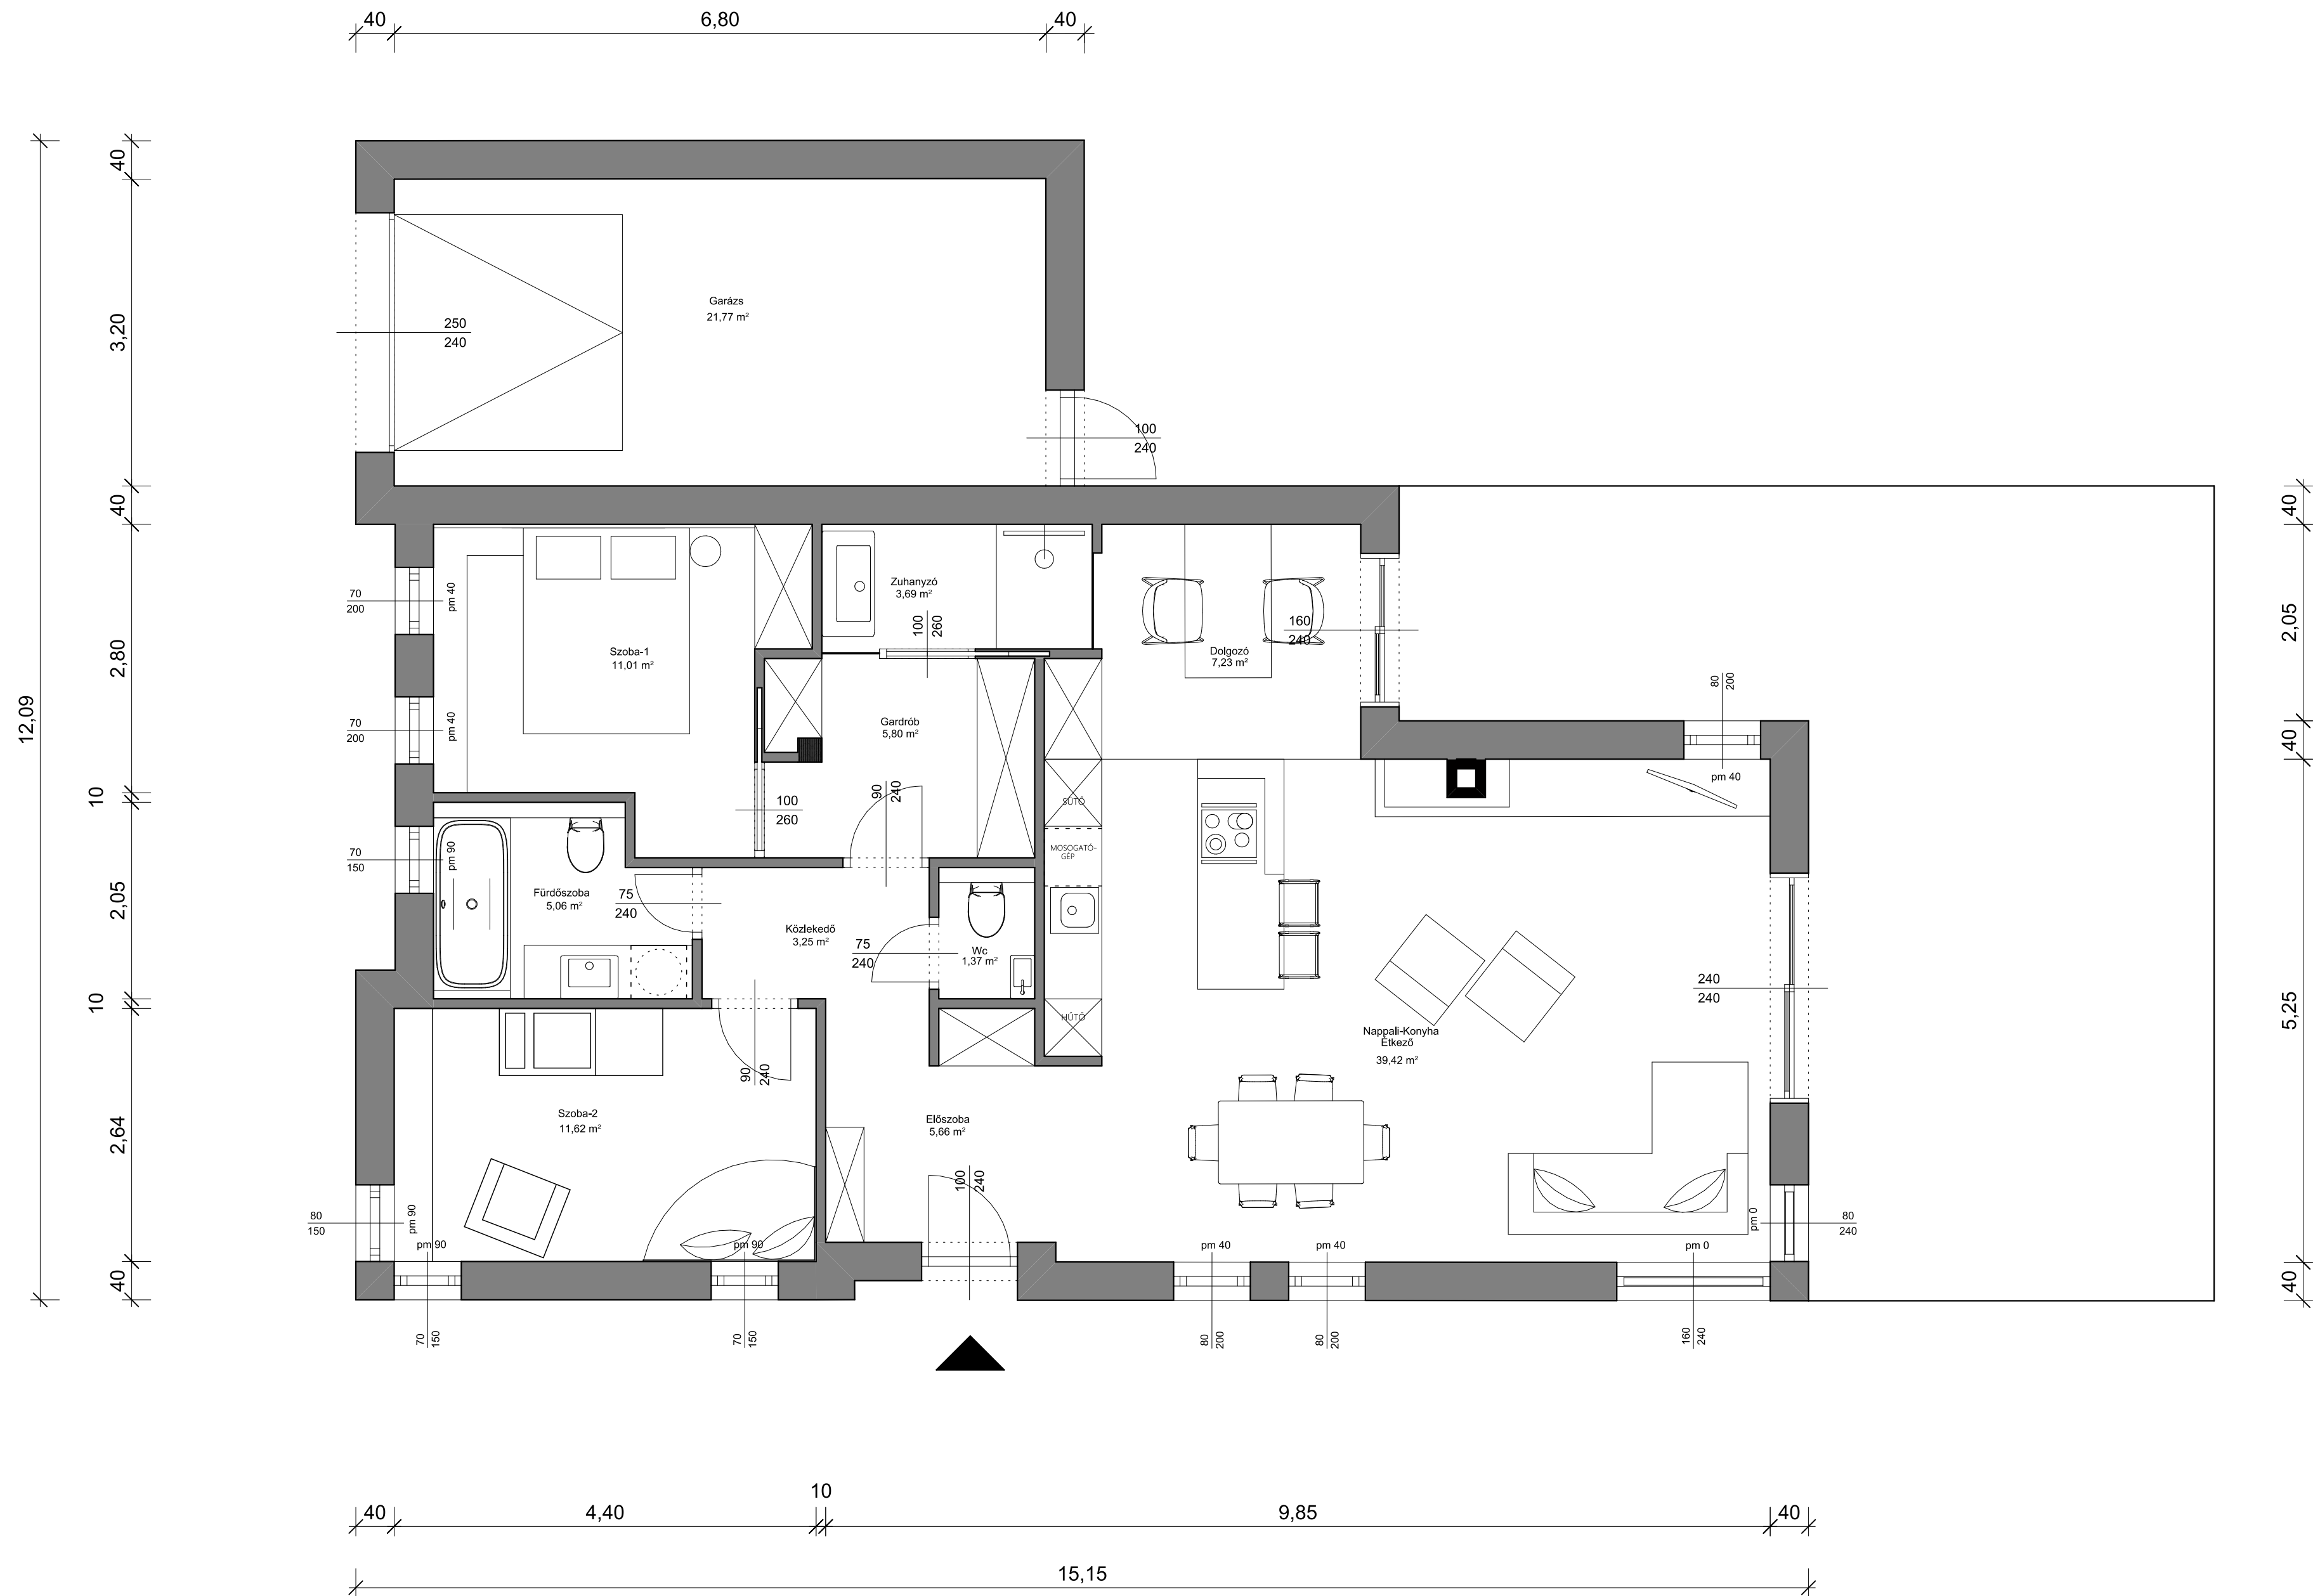 40
6,80
40
40
3,20
40
2,80
10
2,05
10
2,64
40
12,09
Garázs
21,77 m²
250
240
100
240
40
2,05
40
5,25
40
70
200
pm 40
Szoba-1
11,01 m²
Zuhanyzó
3,69 m²
100
260
Dolgozó
7,23 m²
160
240
70
200
pm 40
Gardrób
5,80 m²
80
200
pm 40
100
260
90
240
SÜTŐ
MOSOGATÓ-
GÉP
70
150
pm 90
Fürdőszoba
5,06 m²
75
240
Közlekedő
3,25 m²
75
240
Wc
1,37 m²
HŰTŐ
240
240
Nappali-Konyha
Étkező
39,42 m²
90
240
Szoba-2
11,62 m²
Előszoba
5,66 m²
100
240
80
150
pm 90
pm 90
pm 90
pm 40
pm 40
pm 0
pm 0
80
240
70
150
70
150
80
200
80
200
160
240
40
4,40
10
9,85
40
15,15